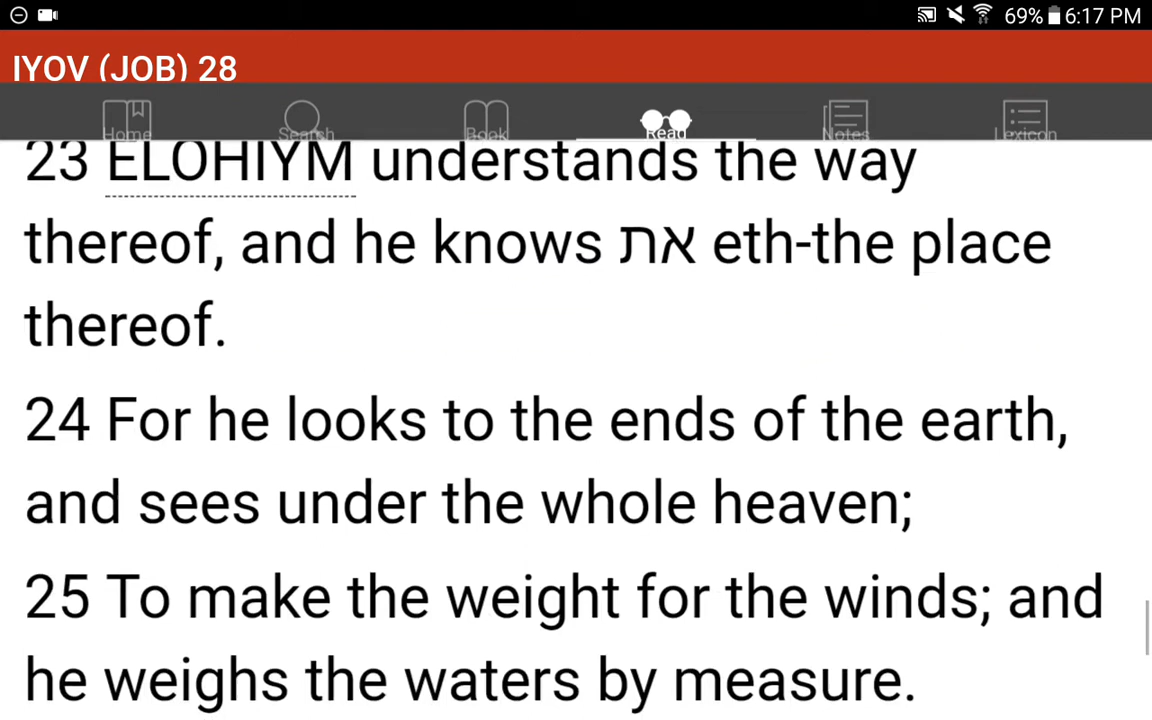 69% 6:17 PM
IYOV (JOB) 28
Home Search Book Read Notes Lexicon
23 ELOHIYM understands the way
thereof, and he knows את eth-the place
thereof.
24 For he looks to the ends of the earth,
and sees under the whole heaven;
25 To make the weight for the winds; and
he weighs the waters by measure.